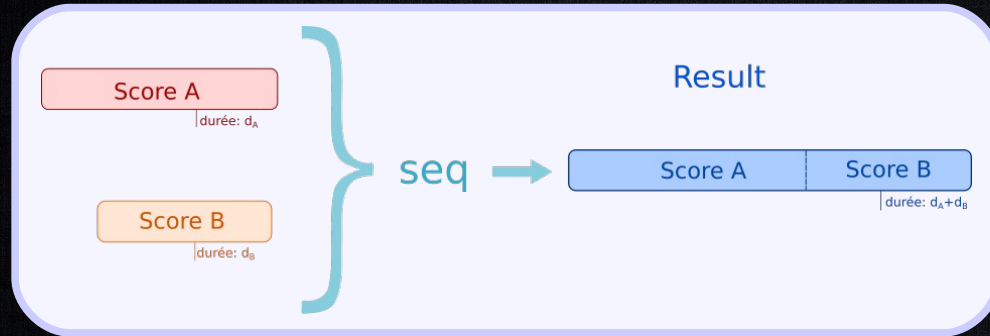 Score A
durée: dA
Score B
durée: dB
seq
Result
Score A
Score B
durée: dA+dB